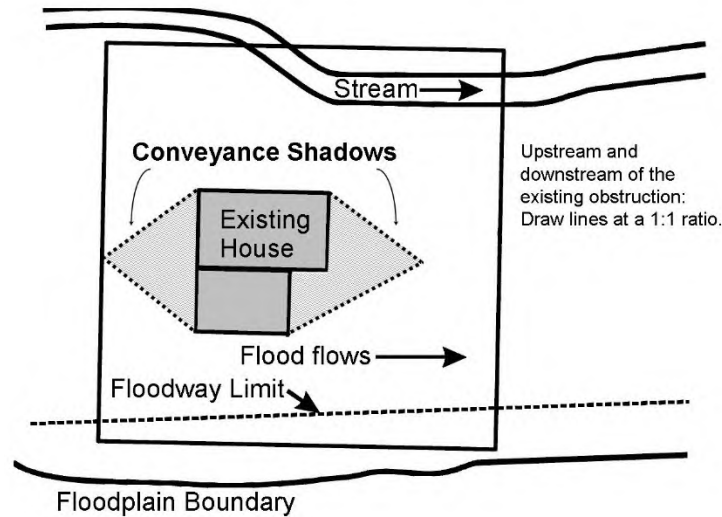 Stream
Conveyance Shadows
Upstream and
downstream of the
existing obstruction:
Draw lines at a 1:1 ratio.
Existing
House
Flood flows
Floodway Limit
Floodplain Boundary